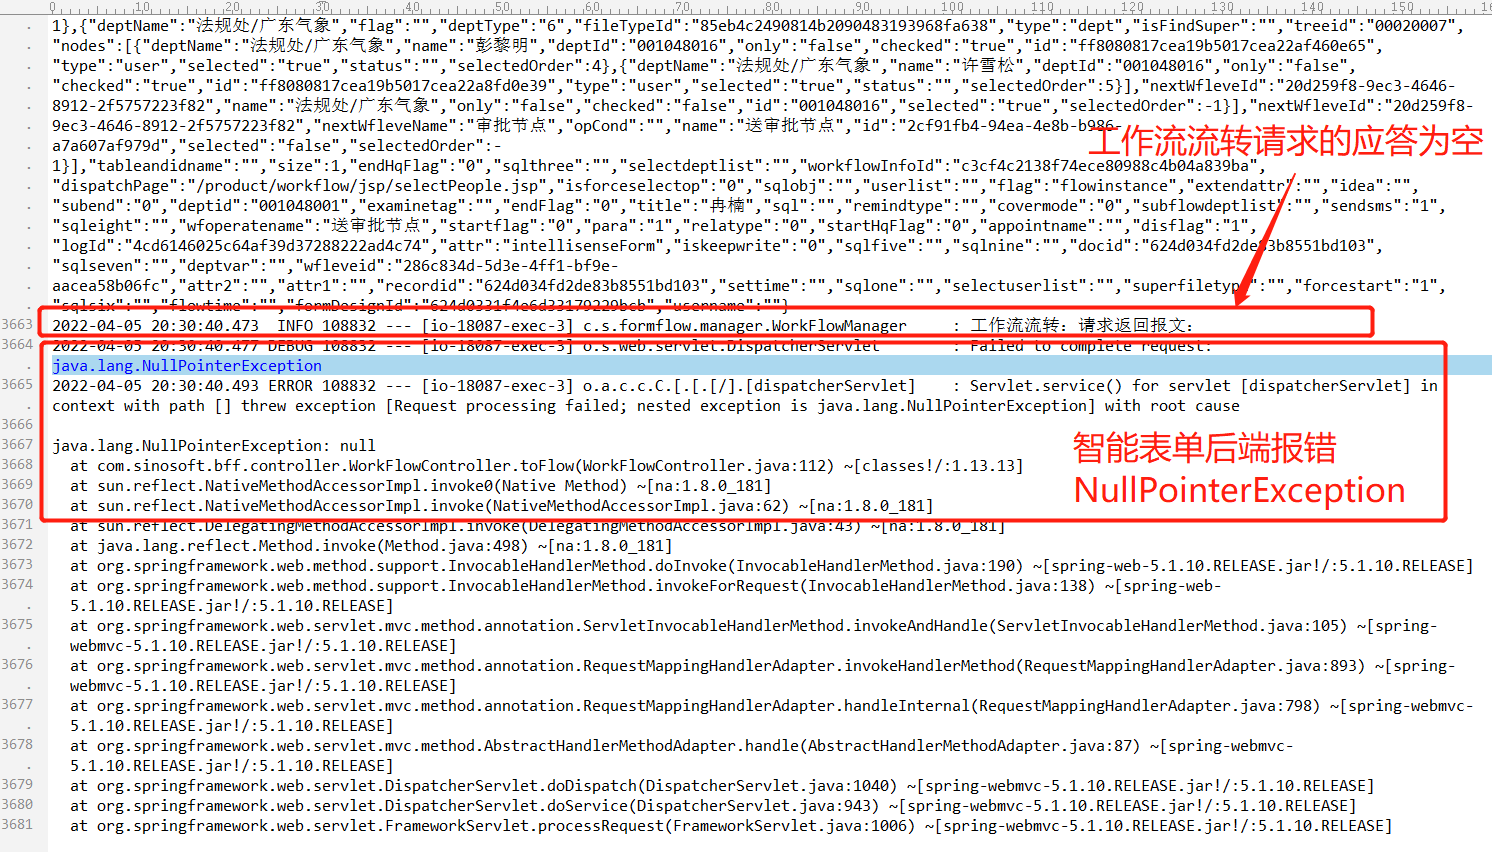 0 10 20 30 40 50 60 70 80 90 100 110 120 130 140 150
1},{"deptName":"法规处/广东气象","flag":"","deptType":"6","fileTypeId":"85eb4c2490814b2090483193968fa638","type":"dept","isFindSuper":"","treeid":"00020007",
"nodes":[{"deptName":"法规处/广东气象","name":"彭黎明","deptId":"001048016","only":"false","checked":"true","id":"ff8080817cea19b5017cea22af460e65",
"type":"user","selected":"true","status":"","selectedOrder":4},{"deptName":"法规处/广东气象","name":"许雪松","deptId":"001048016","only":"false",
"checked":"true","id":"ff8080817cea19b5017cea22a8fd0e39","type":"user","selected":"true","status":"","selectedOrder":5}],"nextWfleveId":"20d259f8-9ec3-4646-
8912-2f5757223f82","name":"法规处/广东气象","only":"false","checked":"false","id":"001048016","selected":"true","selectedOrder":-1}],"nextWfleveId":"20d259f8-
9ec3-4646-8912-2f5757223f82","nextWfleveName":"审批节点","opCond":"","name":"送审批节点","id":"2cf91fb4-94ea-4e8b-b986-
a7a607af979d","selected":"false","selectedOrder":-
工作流流转请求的应答为空
1}],"tableandidname":"","size":1,"endHqFlag":"0","sqlthree":"","selectdeptlist":"","workflowInfoId":"c3cf4c2138f74ece80988c4b04a839ba",
"dispatchPage":"/product/workflow/jsp/selectPeople.jsp","isforceselectop":"0","sqlobj":"","userlist":"","flag":"flowinstance","extendattr":"","idea":"",
"subend":"0","deptid":"001048001","examinetag":"","endFlag":"0","title":"冉楠","sql":"","remindtype":"","covermode":"0","subflowdeptlist":"","sendsms":"1",
"sqleight":"","wfoperatename":"送审批节点","startflag":"0","para":"1","relatype":"0","startHqFlag":"0","appointname":"","disflag":"1",
"logId":"4cd6146025c64af39d37288222ad4c74","attr":"intellisenseForm","iskeepwrite":"0","sqlfive":"","sqlnine":"","docid":"624d034fd2de83b8551bd103",
"sqlseven":"","deptvar":"","wfleveid":"286c834d-5d3e-4ff1-bf9e-
aacea58b06fc","attr2":"","attr1":"","recordid":"624d034fd2de83b8551bd103","settime":"","sqlone":"","selectuserlist":"","superfiletype":"","forcestart":"1",
"sqlsix":"","flowtime":"","formDesignId":"624d0331f4e6d33179229bcb","username":""}
3663 2022-04-05 20:30:40.473  INFO 108832 --- [io-18087-exec-3] c.s.formflow.manager.WorkFlowManager     : 工作流流转：请求返回报文：
3664 2022-04-05 20:30:40.477 DEBUG 108832 --- [io-18087-exec-3] o.s.web.servlet.DispatcherServlet        : Failed to complete request:
java.lang.NullPointerException
3665 2022-04-05 20:30:40.493 ERROR 108832 --- [io-18087-exec-3] o.a.c.c.C.[.[.[/].[dispatcherServlet]    : Servlet.service() for servlet [dispatcherServlet] in
context with path [] threw exception [Request processing failed; nested exception is java.lang.NullPointerException] with root cause
3666
3667 java.lang.NullPointerException: null
智能表单后端报错
NullPointerException
3668 at com.sinosoft.bff.controller.WorkFlowController.toFlow(WorkFlowController.java:112) ~[classes!/:1.13.13]
3669 at sun.reflect.NativeMethodAccessorImpl.invoke0(Native Method) ~[na:1.8.0_181]
3670 at sun.reflect.NativeMethodAccessorImpl.invoke(NativeMethodAccessorImpl.java:62) ~[na:1.8.0_181]
3671 at sun.reflect.DelegatingMethodAccessorImpl.invoke(DelegatingMethodAccessorImpl.java:43) ~[na:1.8.0_181]
3672 at java.lang.reflect.Method.invoke(Method.java:498) ~[na:1.8.0_181]
3673 at org.springframework.web.method.support.InvocableHandlerMethod.doInvoke(InvocableHandlerMethod.java:190) ~[spring-web-5.1.10.RELEASE.jar!/:5.1.10.RELEASE]
3674 at org.springframework.web.method.support.InvocableHandlerMethod.invokeForRequest(InvocableHandlerMethod.java:138) ~[spring-web-
5.1.10.RELEASE.jar!/:5.1.10.RELEASE]
3675 at org.springframework.web.servlet.mvc.method.annotation.ServletInvocableHandlerMethod.invokeAndHandle(ServletInvocableHandlerMethod.java:105) ~[spring-
webmvc-5.1.10.RELEASE.jar!/:5.1.10.RELEASE]
3676 at org.springframework.web.servlet.mvc.method.annotation.RequestMappingHandlerAdapter.invokeHandlerMethod(RequestMappingHandlerAdapter.java:893) ~[spring-
webmvc-5.1.10.RELEASE.jar!/:5.1.10.RELEASE]
3677 at org.springframework.web.servlet.mvc.method.annotation.RequestMappingHandlerAdapter.handleInternal(RequestMappingHandlerAdapter.java:798) ~[spring-webmvc-
5.1.10.RELEASE.jar!/:5.1.10.RELEASE]
3678 at org.springframework.web.servlet.mvc.method.AbstractHandlerMethodAdapter.handle(AbstractHandlerMethodAdapter.java:87) ~[spring-webmvc-
5.1.10.RELEASE.jar!/:5.1.10.RELEASE]
3679 at org.springframework.web.servlet.DispatcherServlet.doDispatch(DispatcherServlet.java:1040) ~[spring-webmvc-5.1.10.RELEASE.jar!/:5.1.10.RELEASE]
3680 at org.springframework.web.servlet.DispatcherServlet.doService(DispatcherServlet.java:943) ~[spring-webmvc-5.1.10.RELEASE.jar!/:5.1.10.RELEASE]
3681 at org.springframework.web.servlet.FrameworkServlet.processRequest(FrameworkServlet.java:1006) ~[spring-webmvc-5.1.10.RELEASE.jar!/:5.1.10.RELEASE]